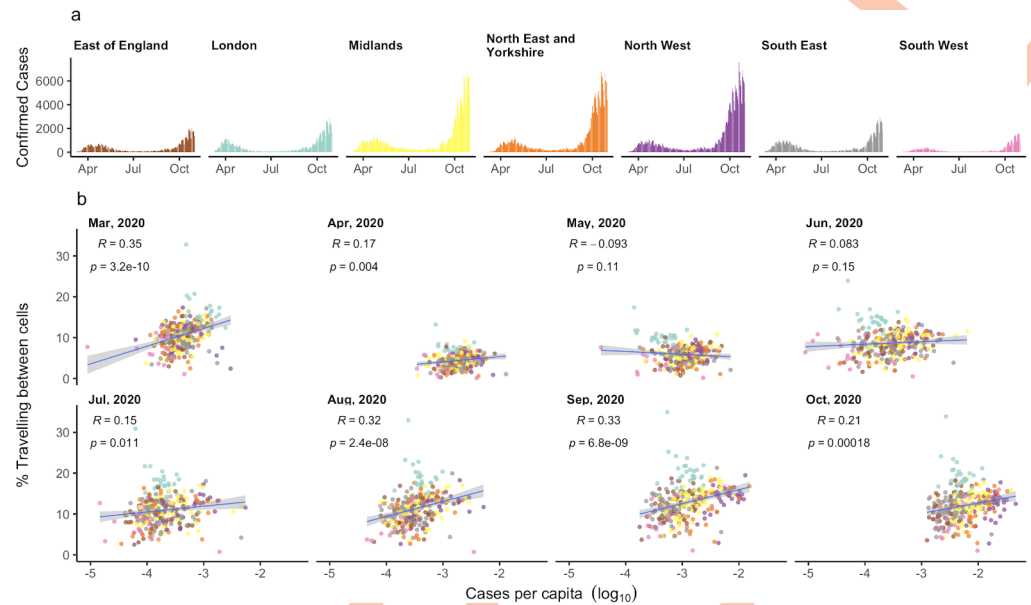 a
East of England
London
Midlands
North East and
Yorkshire
North West
South East
South West
Confirmed Cases
6000
4000
2000
0
Apr Jul Oct
Apr Jul Oct
Apr Jul Oct
Apr Jul Oct
Apr Jul Oct
Apr Jul Oct
Apr Jul Oct
b
Mar, 2020
R = 0.35
p = 3.2e-10
Apr, 2020
R = 0.17
p = 0.004
May, 2020
R = −0.093
p = 0.11
Jun, 2020
R = 0.083
p = 0.15
% Travelling between cells
30
20
10
0
Jul, 2020
R = 0.15
p = 0.011
Aug, 2020
R = 0.32
p = 2.4e-08
Sep, 2020
R = 0.33
p = 6.8e-09
Oct, 2020
R = 0.21
p = 0.00018
30
20
10
0
-5 -4 -3 -2
-5 -4 -3 -2
-5 -4 -3 -2
-5 -4 -3 -2
Cases per capita (log10)